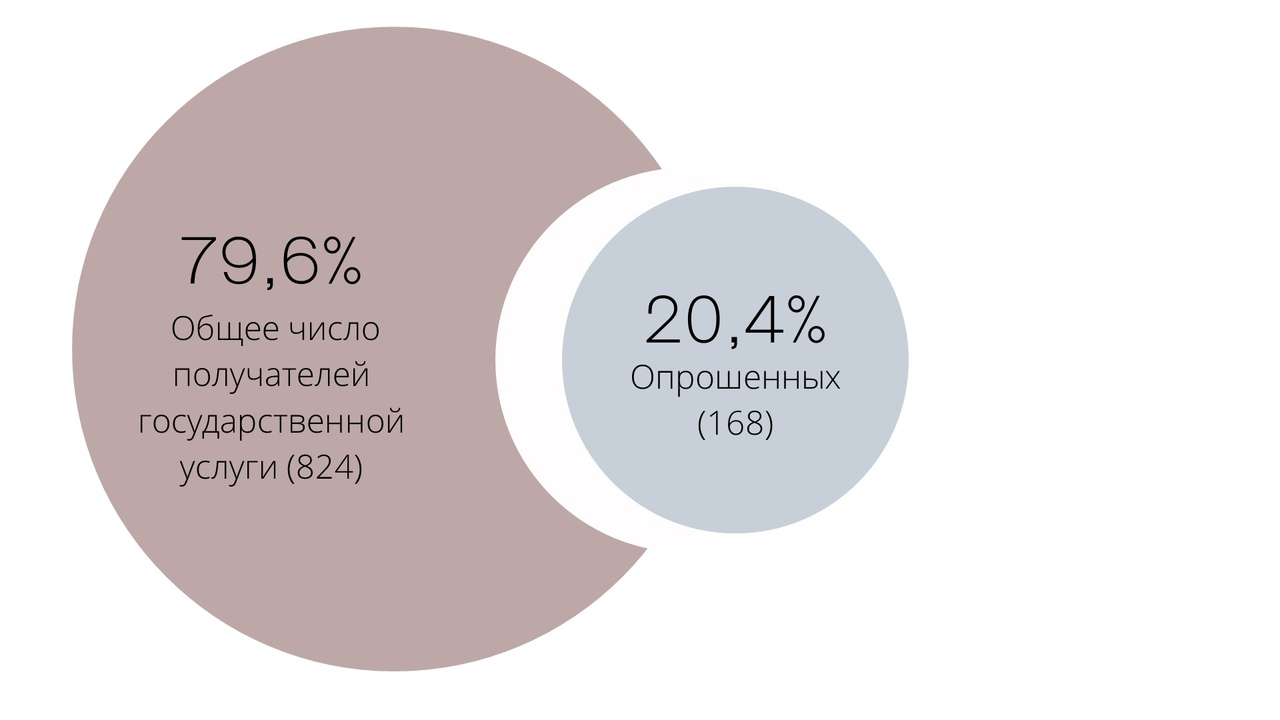 79,6%
Общее число
получателей
государственной
услуги (824)
20,4%
Опрошенных
(168)